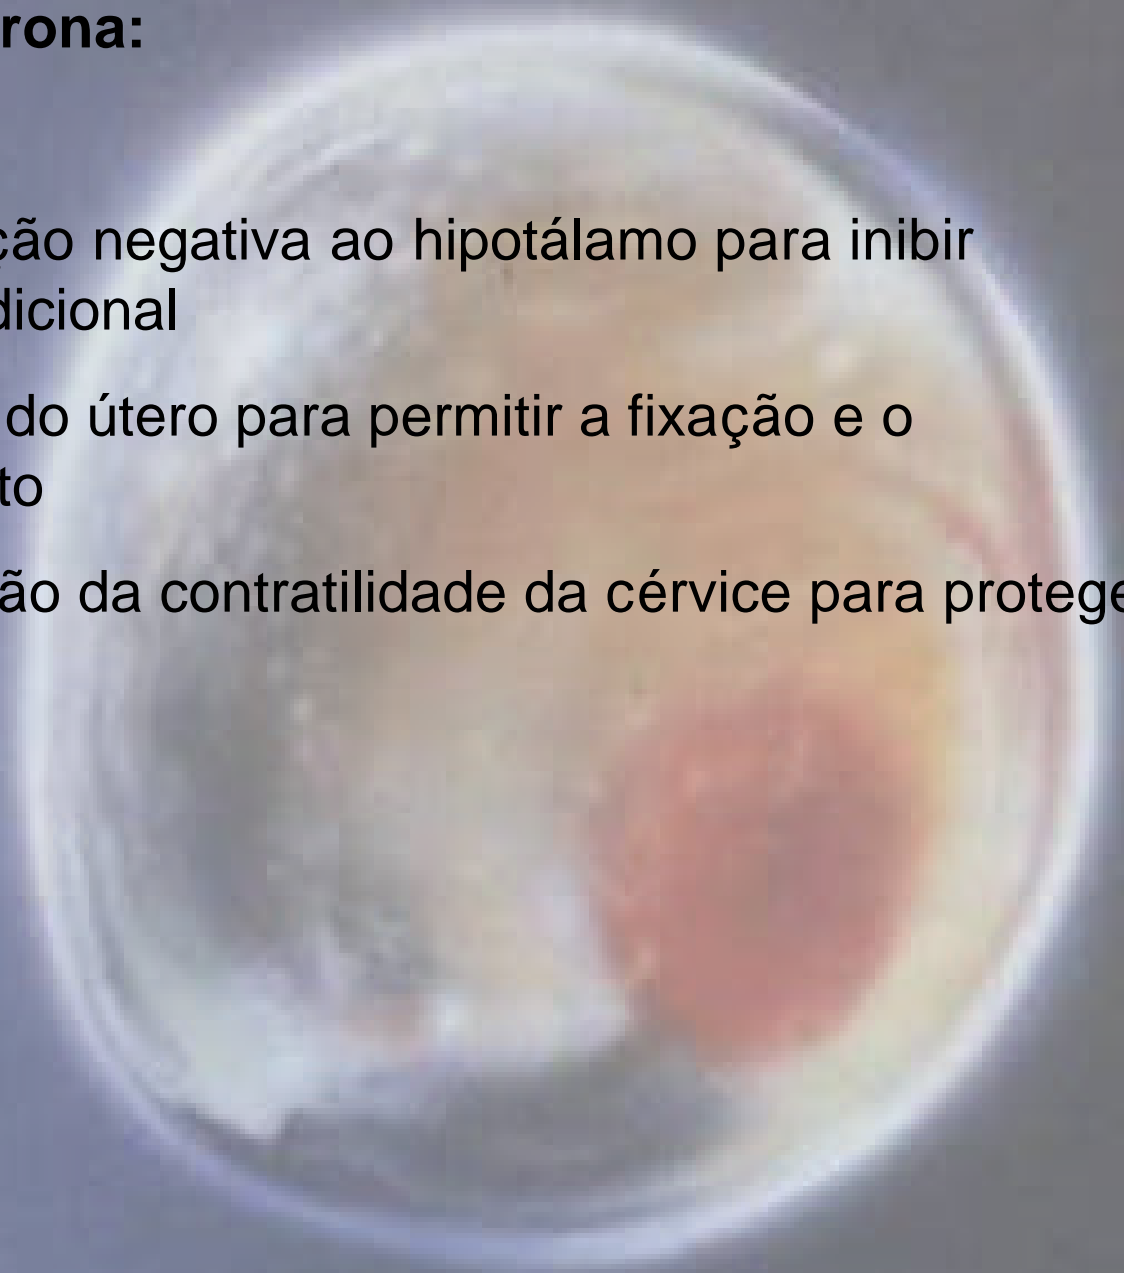 rona:
ção negativa ao hipotálamo para inibir
dicional
do útero para permitir a fixação e o
to
ão da contratilidade da cérvice para protege